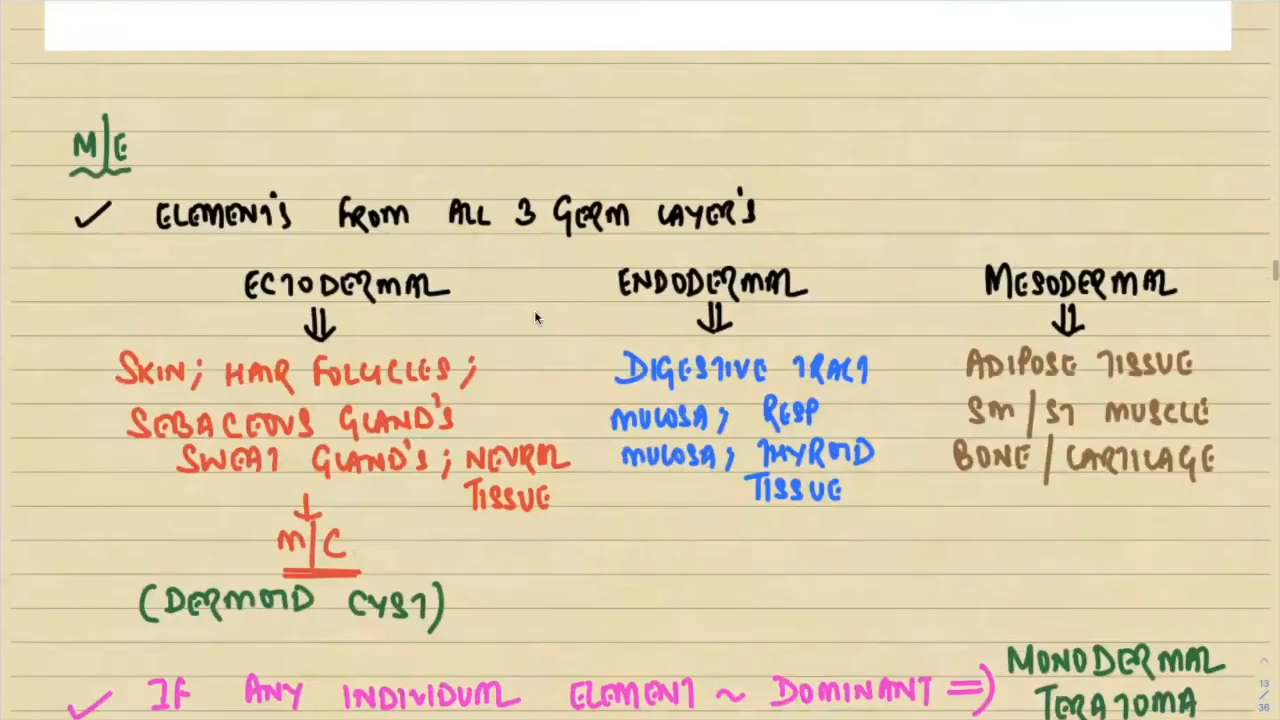 M/E
✓ ELEMENT'S FROM ALL 3 GERM LAYER'S
ECTODERMAL
SKIN; HAIR FOLLICLES;
SEBACEOUS GLAND'S
SWEAT GLAND'S; NEURAL
TISSUE
M/C
(DERMOID CYST)
ENDODERMAL
DIGESTIVE TRACT
MUCOSA; RESP
MUCOSA; THYROID
TISSUE
MESODERMAL
ADIPOSE TISSUE
SM/ST MUSCLE
BONE/CARTILAGE
✓ IF ANY INDIVIDUAL ELEMENT ~ DOMINANT =>
MONODERMAL
TERATOMA
13
/
36